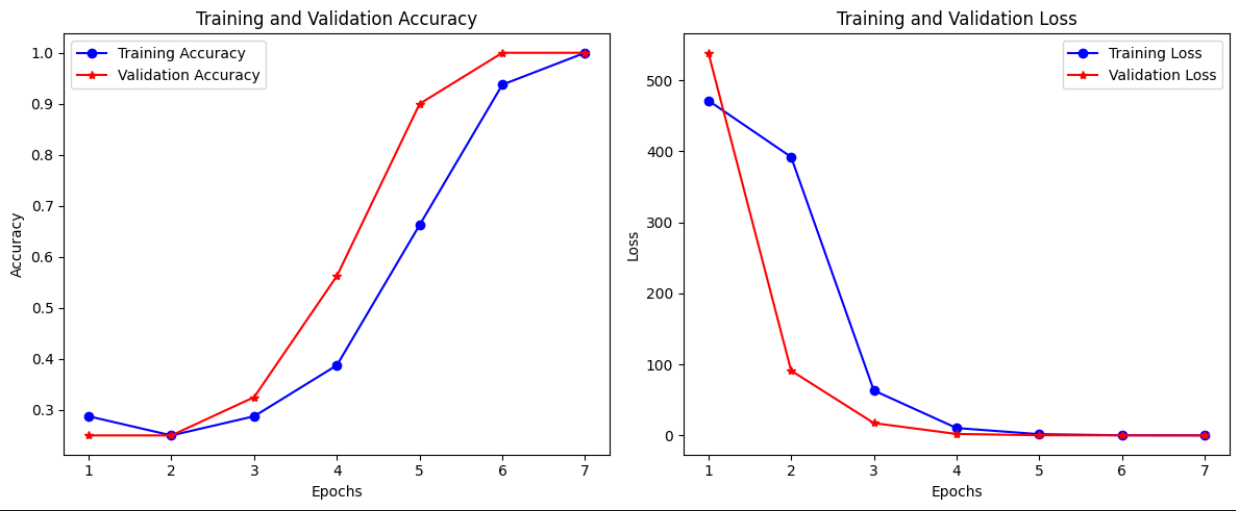 Training and Validation Accuracy
Training Accuracy
Validation Accuracy
1.0
0.9
0.8
0.7
0.6
0.5
0.4
0.3
Accuracy
1 2 3 4 5 6 7
Epochs
Training and Validation Loss
Training Loss
Validation Loss
500
400
300
200
100
0
Loss
1 2 3 4 5 6 7
Epochs